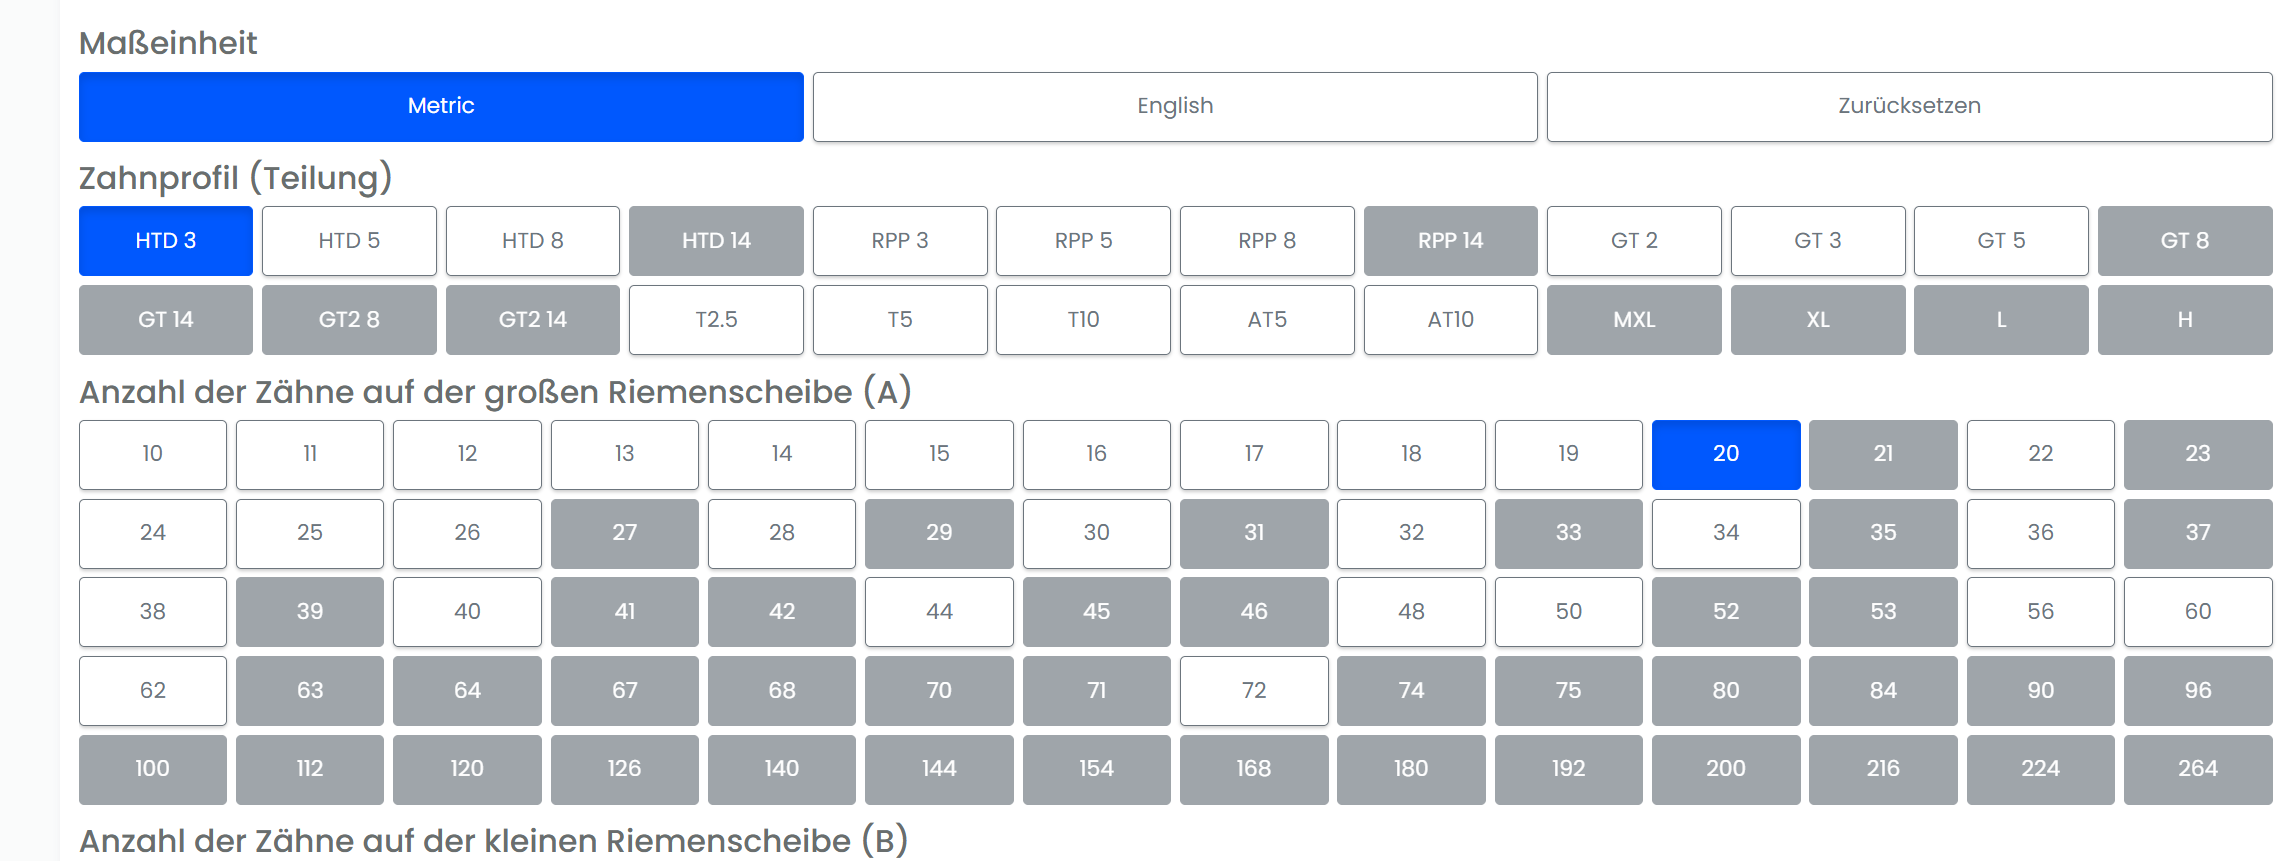 Maßeinheit
Metric English Zurücksetzen
Zahnprofil (Teilung)
HTD 3 HTD 5 HTD 8 HTD 14 RPP 3 RPP 5 RPP 8 RPP 14 GT 2 GT 3 GT 5 GT 8
GT 14 GT2 8 GT2 14 T2.5 T5 T10 AT5 AT10 MXL XL L H
Anzahl der Zähne auf der großen Riemenscheibe (A)
10 11 12 13 14 15 16 17 18 19 20 21 22 23
24 25 26 27 28 29 30 31 32 33 34 35 36 37
38 39 40 41 42 44 45 46 48 50 52 53 56 60
62 63 64 67 68 70 71 72 74 75 80 84 90 96
100 112 120 126 140 144 154 168 180 192 200 216 224 264
Anzahl der Zähne auf der kleinen Riemenscheibe (B)